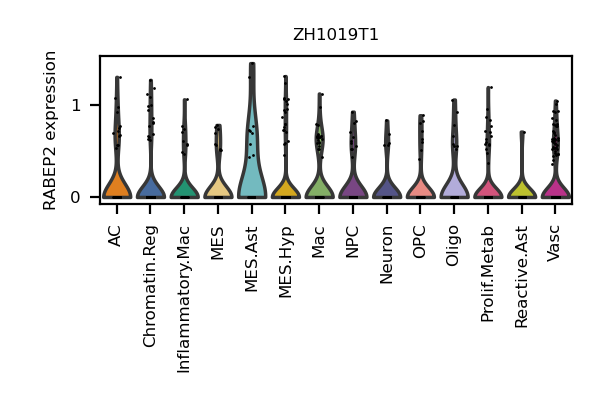 ZH1019T1
RABEP2 expression
1
0
AC
Chromatin.Reg
Inflammatory.Mac
MES
MES.Ast
MES.Hyp
Mac
NPC
Neuron
OPC
Oligo
Prolif.Metab
Reactive.Ast
Vasc